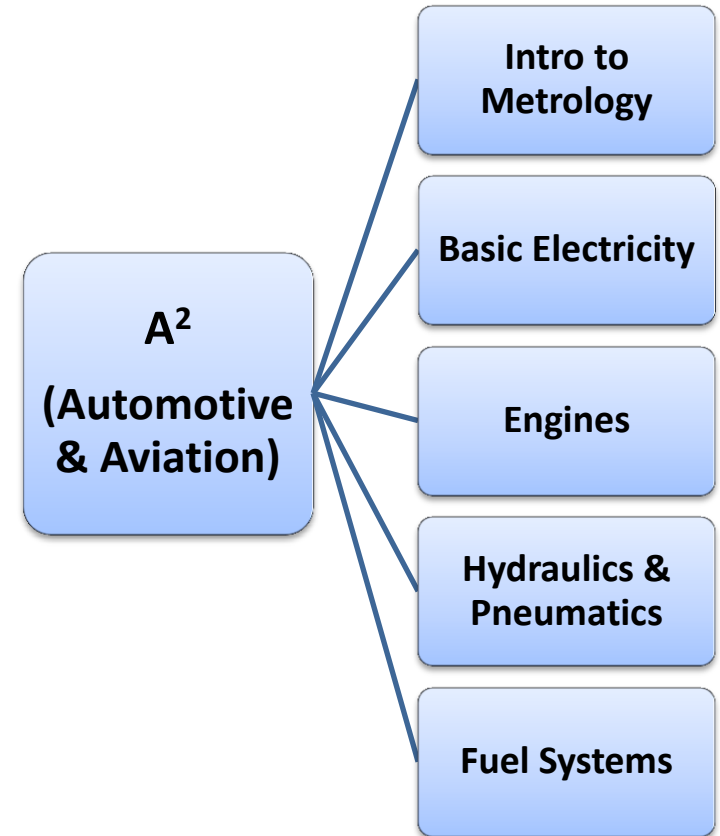 A²
(Automotive
& Aviation)
Intro to
Metrology
Basic Electricity
Engines
Hydraulics &
Pneumatics
Fuel Systems